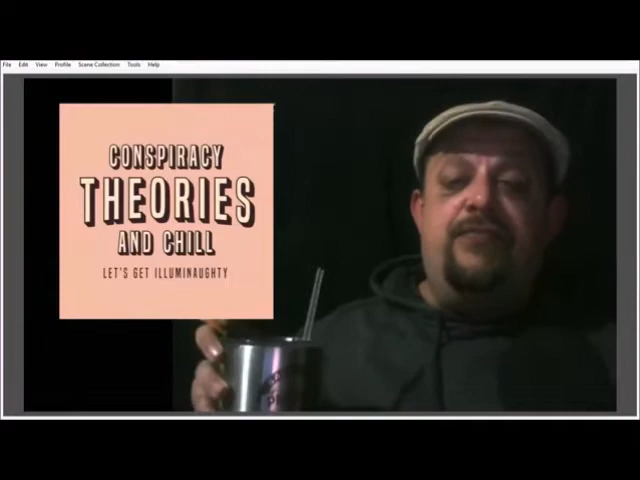 File Edit View Profile Scene Collection Tools Help
CONSPIRACY
THEORIES
AND CHILL
LET'S GET ILLUMINAUGHTY